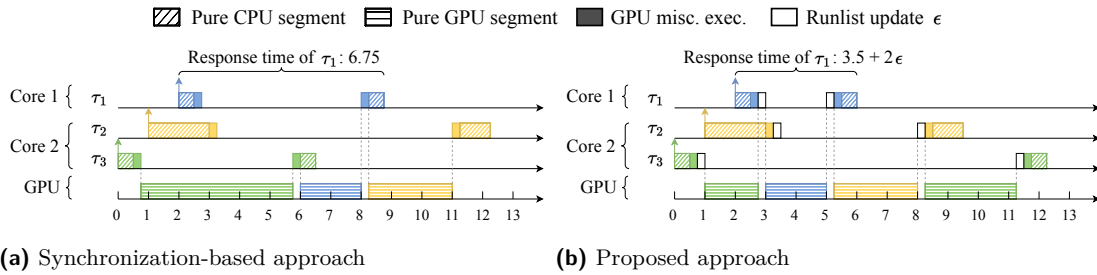 Pure CPU segment Pure GPU segment GPU misc. exec. Runlist update ϵ
Response time of τ1: 6.75
Core 1 { τ1
Core 2 { τ2
τ3
GPU {
0 1 2 3 4 5 6 7 8 9 10 11 12 13
(a) Synchronization-based approach
Response time of τ1: 3.5 + 2ϵ
Core 1 { τ1
Core 2 { τ2
τ3
GPU {
0 1 2 3 4 5 6 7 8 9 10 11 12 13
(b) Proposed approach